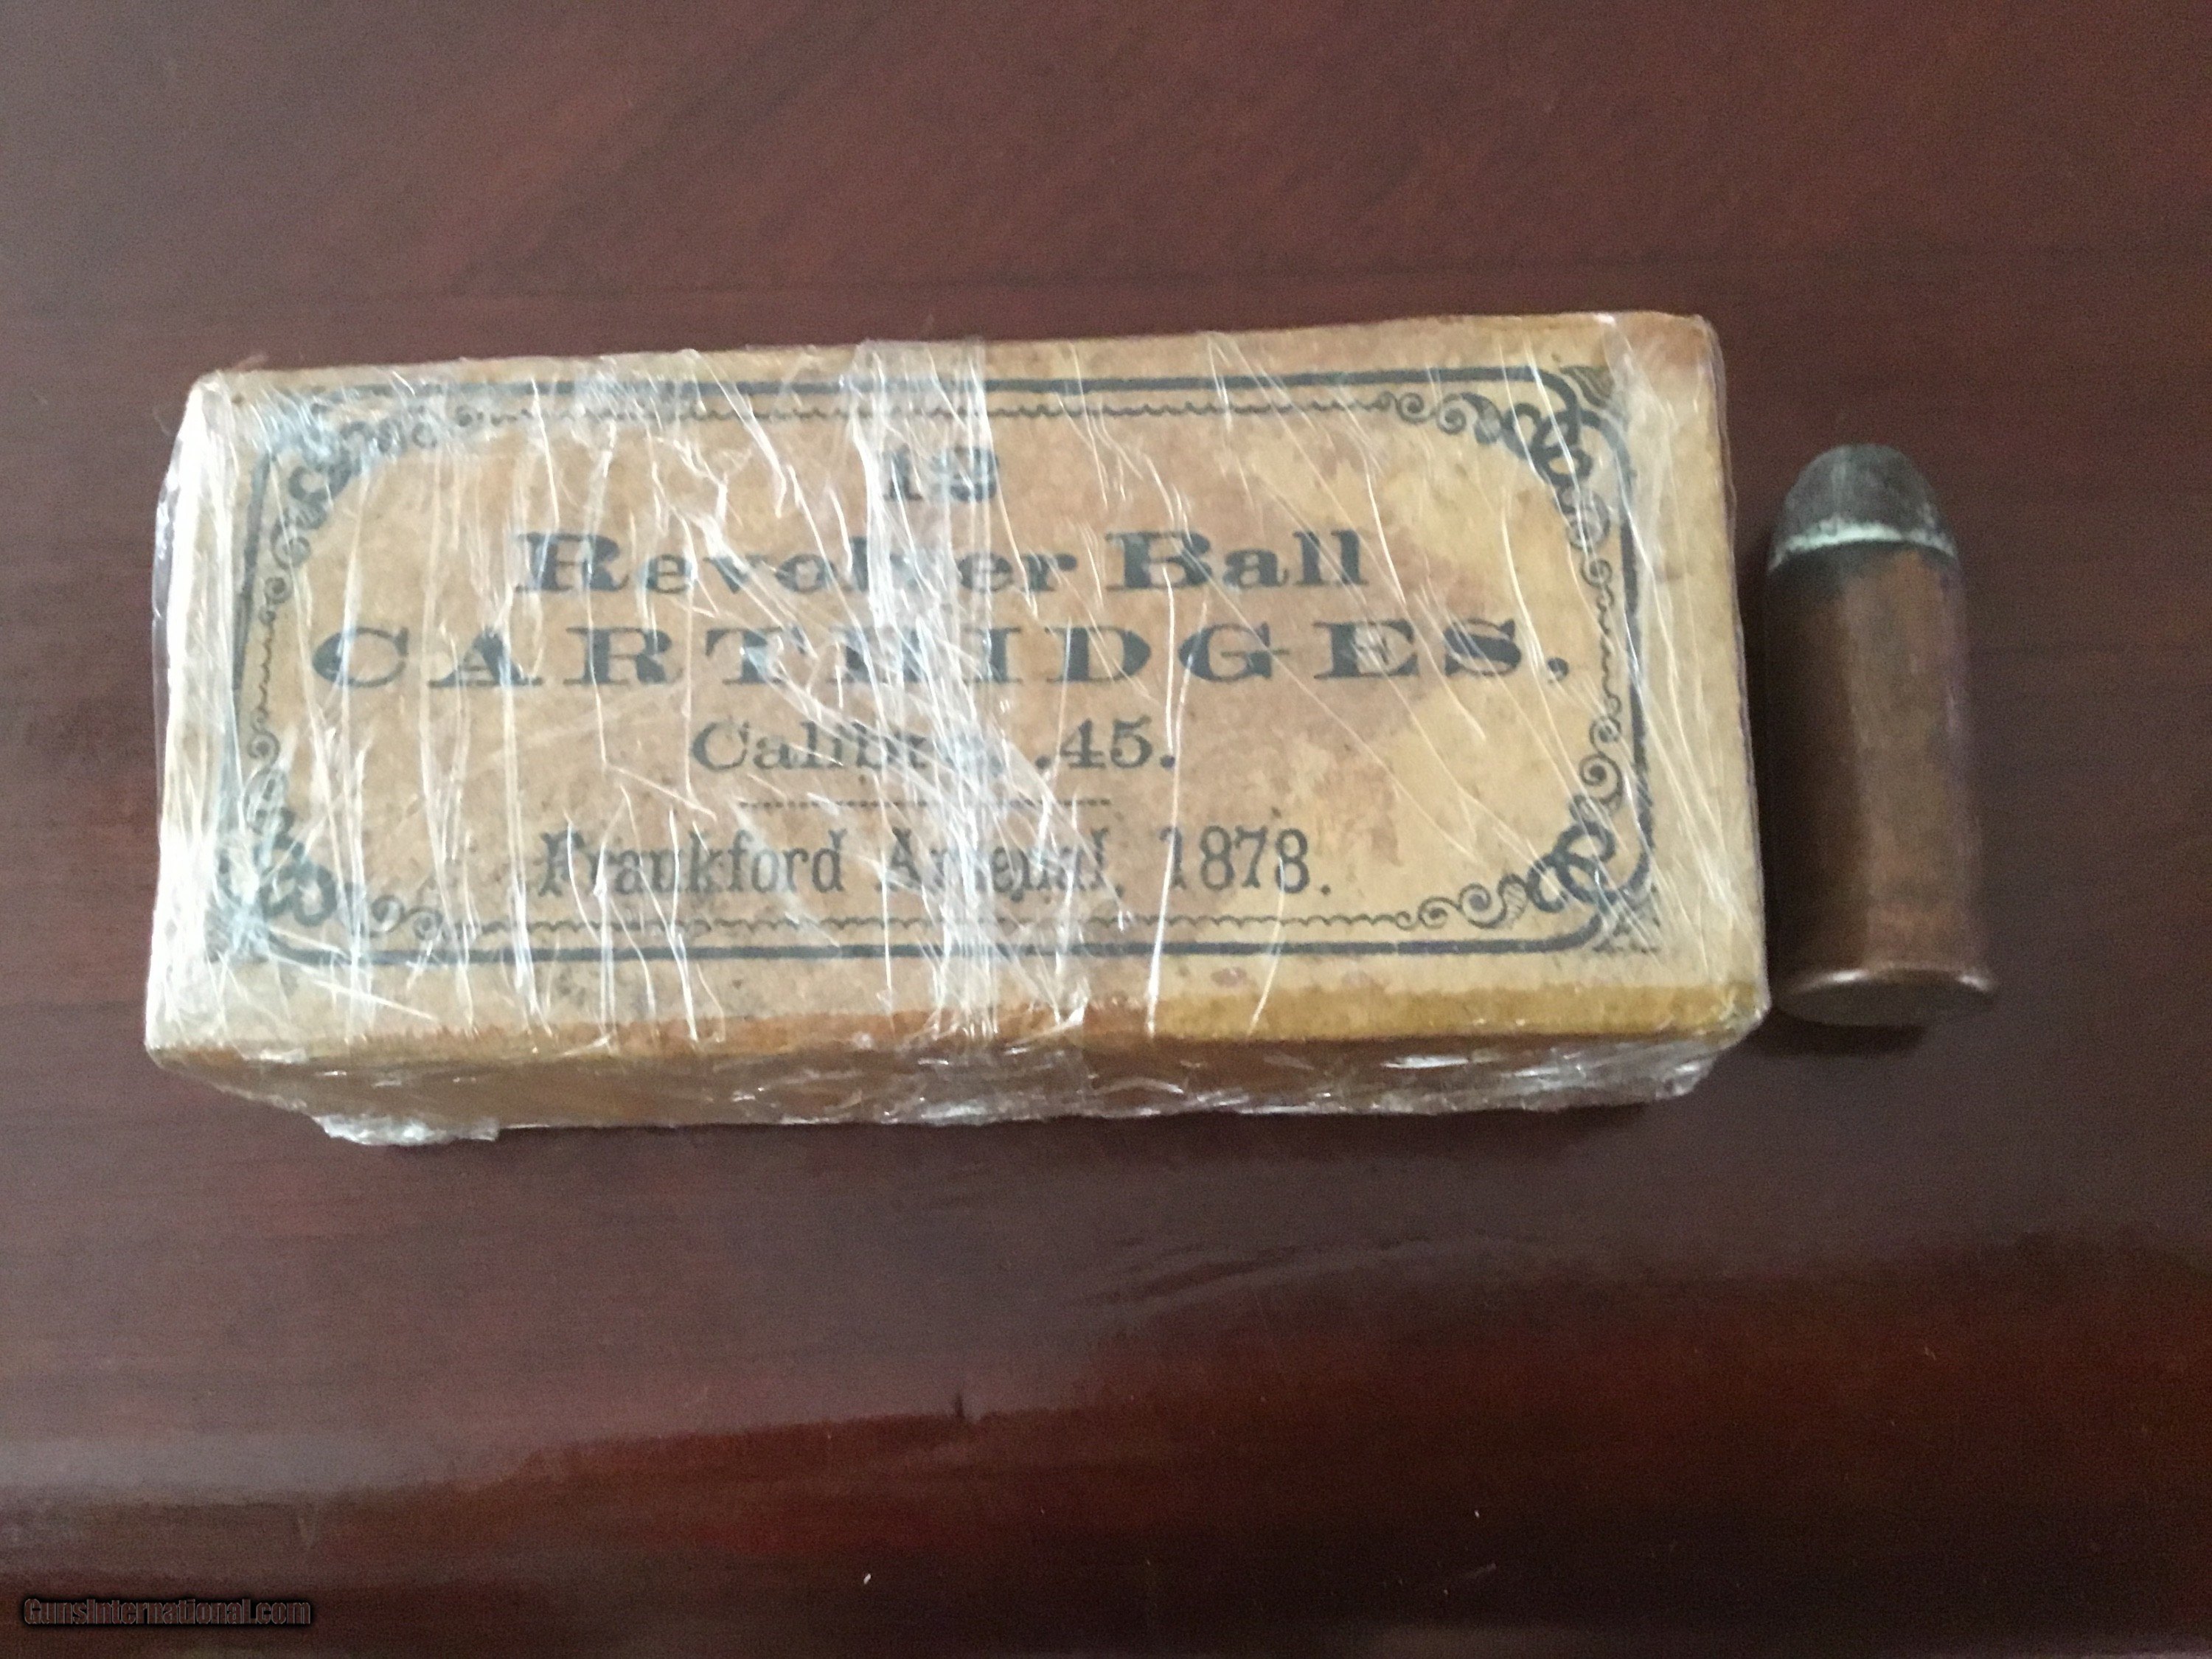 12
Revolver Ball
CARTRIDGES,
Calibre .45.
Frankford Arsenal, 1878.
GunsInternational.com